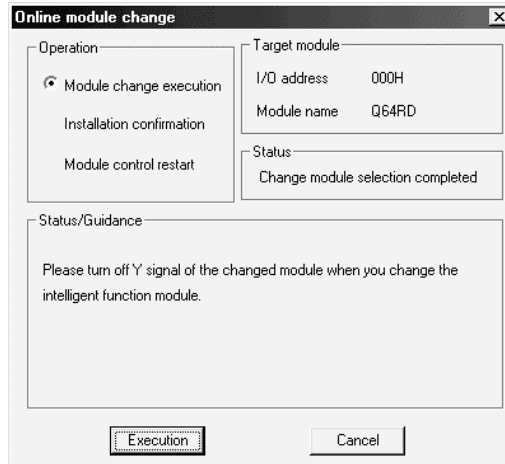 Online module change
Operation
Module change execution
Installation confirmation
Module control restart
Target module
I/O address 000H
Module name Q64RD
Status
Change module selection completed
Status/Guidance
Please turn off Y signal of the changed module when you change the
intelligent function module.
Execution
Cancel